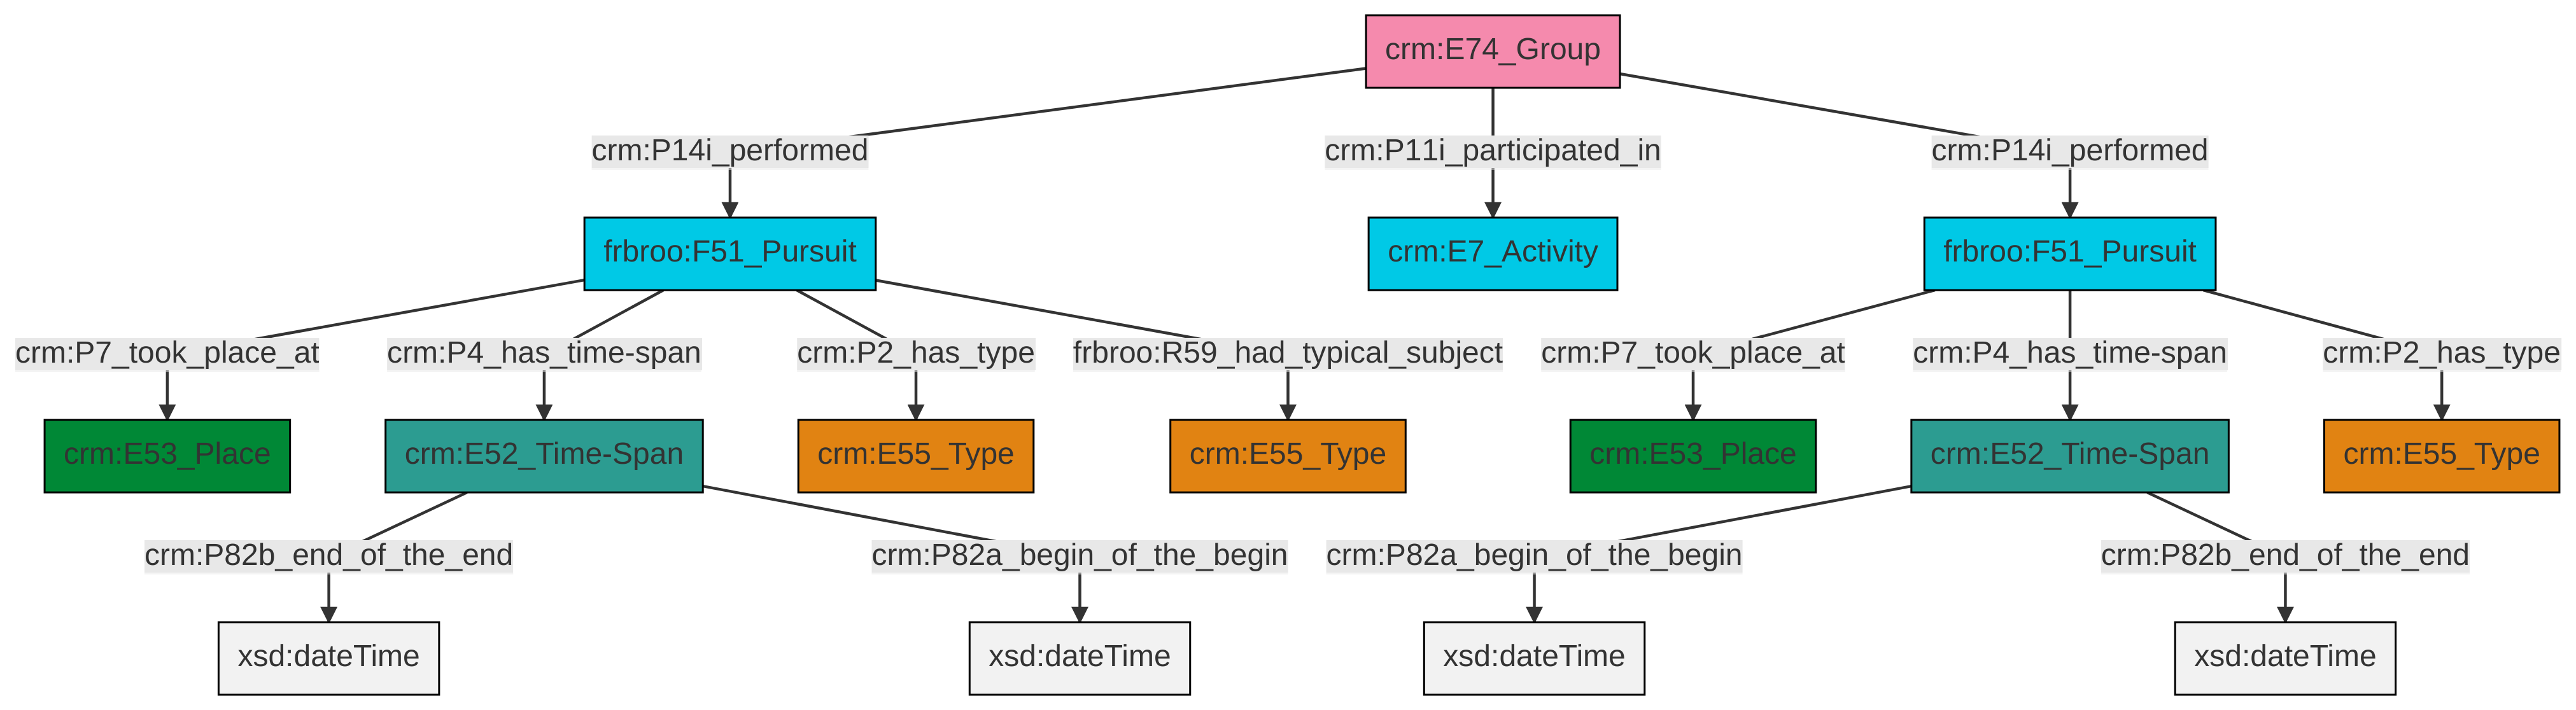 crm:E74_Group
crm:P14i_performed
crm:P11i_participated_in
crm:P14i_performed
frbroo:F51_Pursuit
crm:E7_Activity
frbroo:F51_Pursuit
crm:P7_took_place_at
crm:P4_has_time-span
crm:P2_has_type
frbroo:R59_had_typical_subject
crm:P7_took_place_at
crm:P4_has_time-span
crm:P2_has_type
crm:E53_Place
crm:E52_Time-Span
crm:E55_Type
crm:E55_Type
crm:E53_Place
crm:E52_Time-Span
crm:E55_Type
crm:P82b_end_of_the_end
crm:P82a_begin_of_the_begin
crm:P82a_begin_of_the_begin
crm:P82b_end_of_the_end
xsd:dateTime
xsd:dateTime
xsd:dateTime
xsd:dateTime